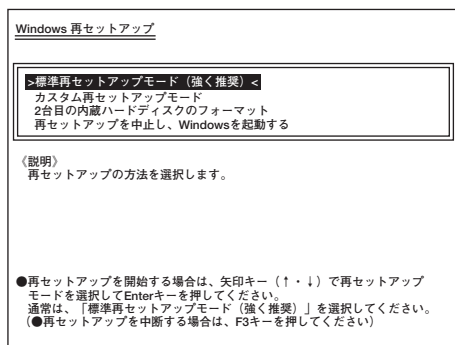 Windows 再セットアップ
>標準再セットアップモード（強く推奨）<
カスタム再セットアップモード
2台目の内蔵ハードディスクのフォーマット
再セットアップを中止し、Windowsを起動する
《説明》
再セットアップの方法を選択します。
●再セットアップを開始する場合は、矢印キー（↑・↓）で再セットアップ
モードを選択してEnterキーを押してください。
通常は、「標準再セットアップモード（強く推奨）」を選択してください。
（●再セットアップを中断する場合は、F3キーを押してください）